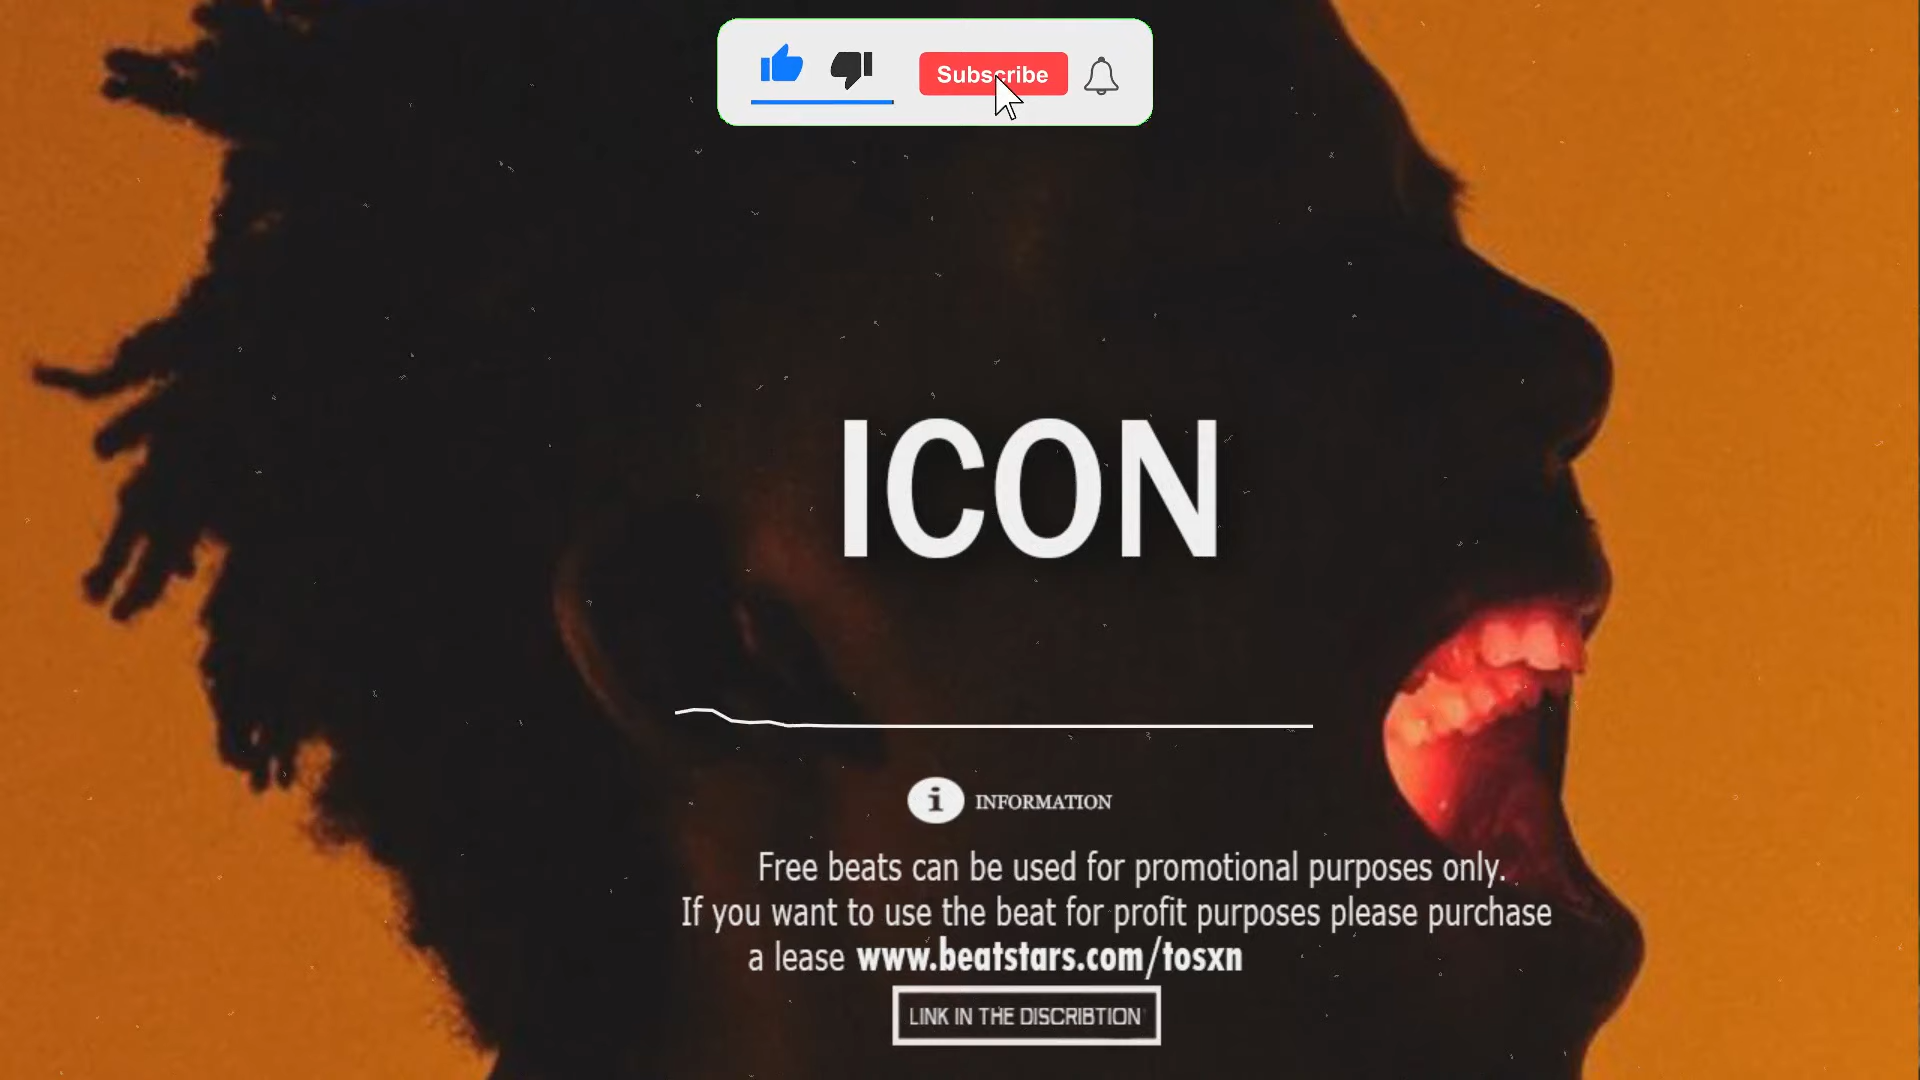 Subscribe
ICON
i INFORMATION
Free beats can be used for promotional purposes only.
If you want to use the beat for profit purposes please purchase
a lease www.beatstars.com/tosxn
LINK IN THE DISCRIBTION